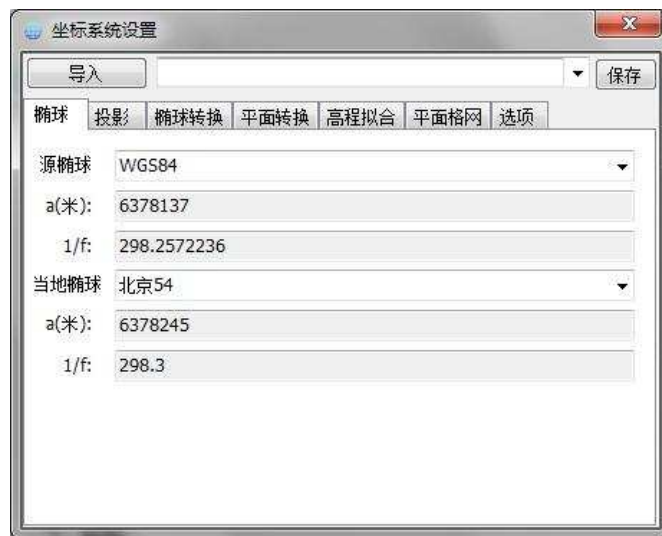 坐标系统设置
导入 保存
椭球 投影 椭球转换 平面转换 高程拟合 平面格网 选项
源椭球 WGS84
a(米): 6378137
1/f: 298.2572236
当地椭球 北京54
a(米): 6378245
1/f: 298.3